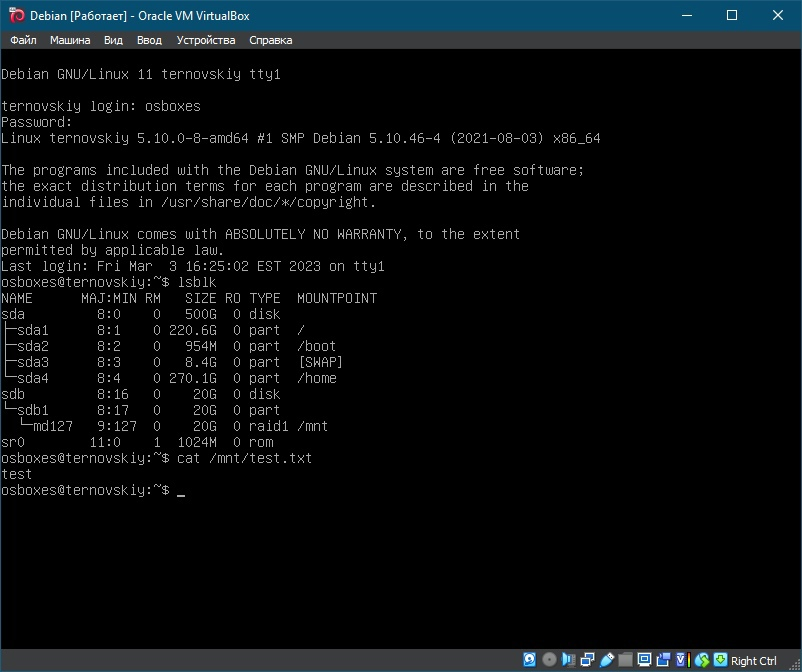 Debian [Работает] - Oracle VM VirtualBox
Файл Машина Вид Ввод Устройства Справка
Debian GNU/Linux 11 ternovskiy tty1
ternovskiy login: osboxes
Password:
Linux ternovskiy 5.10.0-8-amd64 #1 SMP Debian 5.10.46-4 (2021-08-03) x86_64
The programs included with the Debian GNU/Linux system are free software;
the exact distribution terms for each program are described in the
individual files in /usr/share/doc/*/copyright.
Debian GNU/Linux comes with ABSOLUTELY NO WARRANTY, to the extent
permitted by applicable law.
Last login: Fri Mar  3 16:25:02 EST 2023 on tty1
osboxes@ternovskiy:~$ lsblk
NAME      MAJ:MIN RM   SIZE RO TYPE  MOUNTPOINT
sda         8:0    0   500G  0 disk
├─sda1      8:1    0 220.6G  0 part  /
├─sda2      8:2    0   954M  0 part  /boot
├─sda3      8:3    0   8.4G  0 part  [SWAP]
└─sda4      8:4    0 270.1G  0 part  /home
sdb         8:16   0    20G  0 disk
└─sdb1      8:17   0    20G  0 part
  └─md127   9:127  0    20G  0 raid1 /mnt
sr0        11:0    1  1024M  0 rom
osboxes@ternovskiy:~$ cat /mnt/test.txt
test
osboxes@ternovskiy:~$ _
Right Ctrl